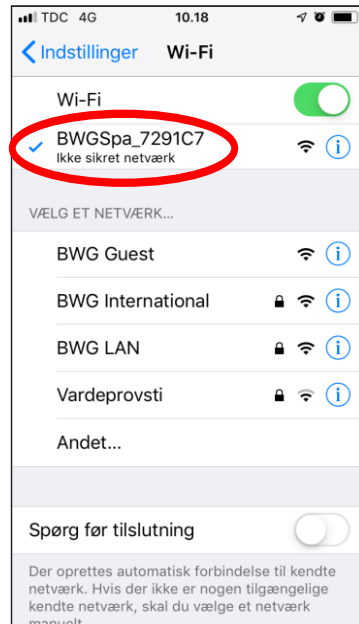 TDC 4G 10.18
Indstillinger Wi-Fi
Wi-Fi
BWGSpa_7291C7
Ikke sikret netværk
VÆLG ET NETVÆRK...
BWG Guest
BWG International
BWG LAN
Vardeprovsti
Andet...
Spørg før tilslutning
Der oprettes automatisk forbindelse til kendte
netværk. Hvis der ikke er nogen tilgængelige
kendte netværk, skal du vælge et netværk
manuelt.